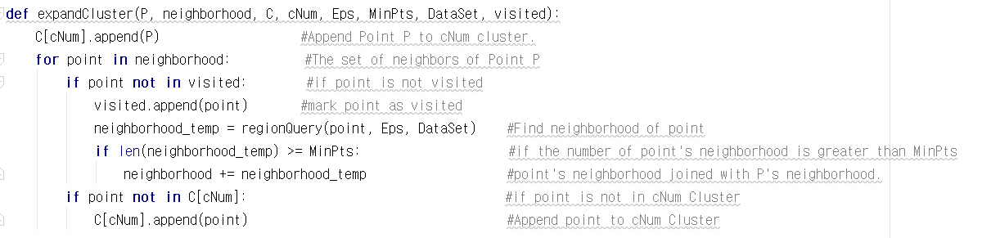 def expandCluster(P, neighborhood, C, cNum, Eps, MinPts, DataSet, visited):
    C[cNum].append(P)                    #Append Point P to cNum cluster.
    for point in neighborhood:           #The set of neighbors of Point P
        if point not in visited:         #if point is not visited
            visited.append(point)        #mark point as visited
            neighborhood_temp = regionQuery(point, Eps, DataSet)    #Find neighborhood of point
            if len(neighborhood_temp) >= MinPts:                    #if the number of point's neighborhood is greater than MinPts
                neighborhood += neighborhood_temp                   #point's neighborhood joined with P's neighborhood.
        if point not in C[cNum]:                                    #if point is not in cNum Cluster
            C[cNum].append(point)                                   #Append point to cNum Cluster